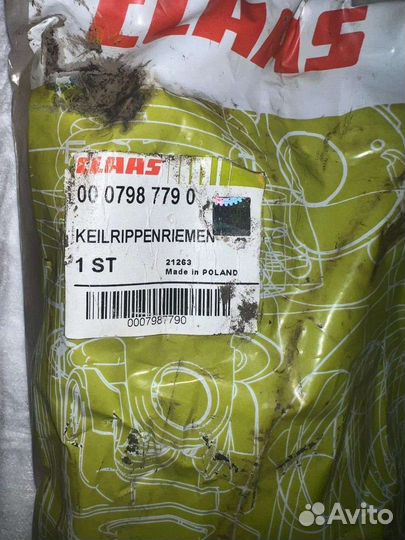 CLAAS
CLAAS
00 0798 779 0
KEILRIPPENRIEMEN
1 ST
21263
Made in POLAND
0007987790
Avito